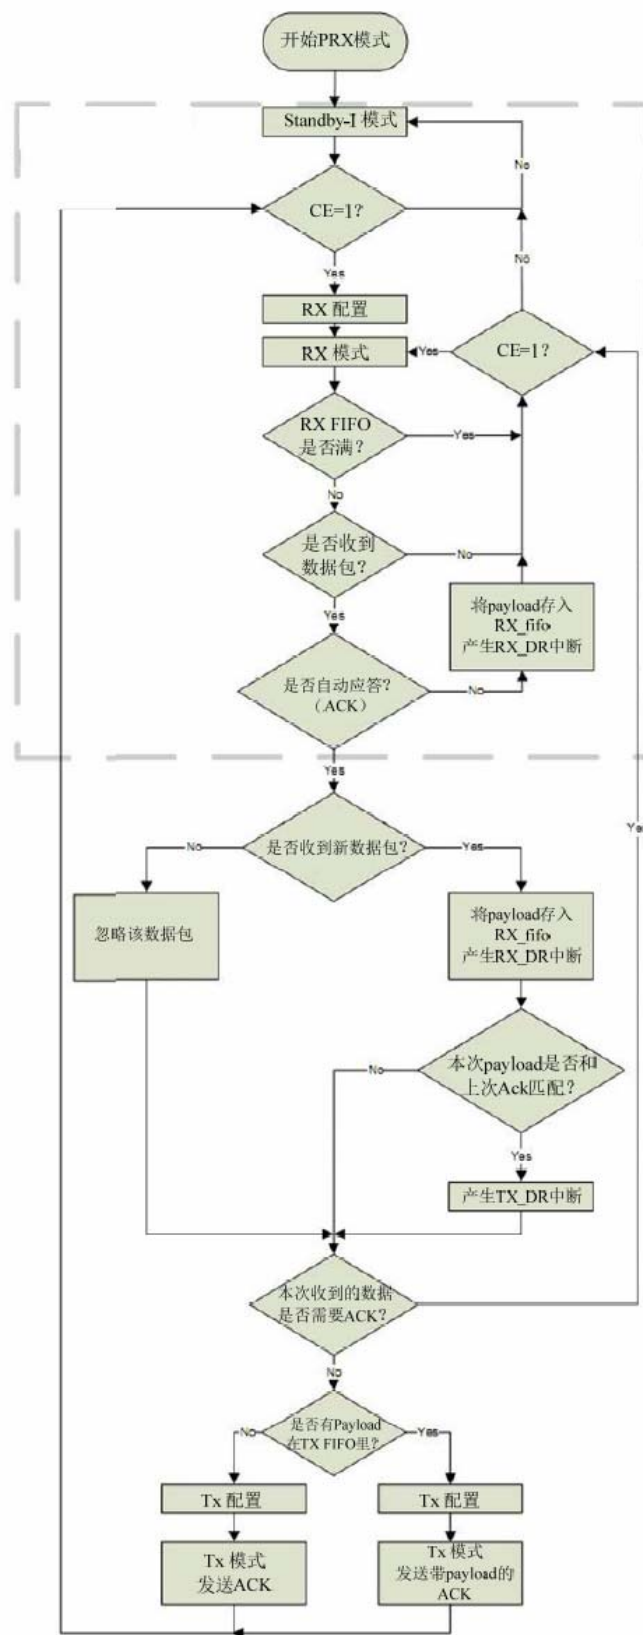 开始PRX模式
Standby-I 模式
No
CE=1?
No
Yes
RX 配置
RX 模式
Yes
CE=1?
RX FIFO
是否满?
Yes
No
是否收到
数据包?
No
将payload存入
RX_fifo
产生RX_DR中断
Yes
是否自动应答?
(ACK)
No
Yes
Yes
是否收到新数据包?
No
Yes
忽略该数据包
将payload存入
RX_fifo
产生RX_DR中断
本次payload是否和
上次Ack匹配?
No
Yes
产生TX_DR中断
本次收到的数据
是否需要ACK?
No
是否有Payload
在TX FIFO里?
No
Yes
Tx 配置
Tx 配置
Tx 模式
发送ACK
Tx 模式
发送带payload的
ACK